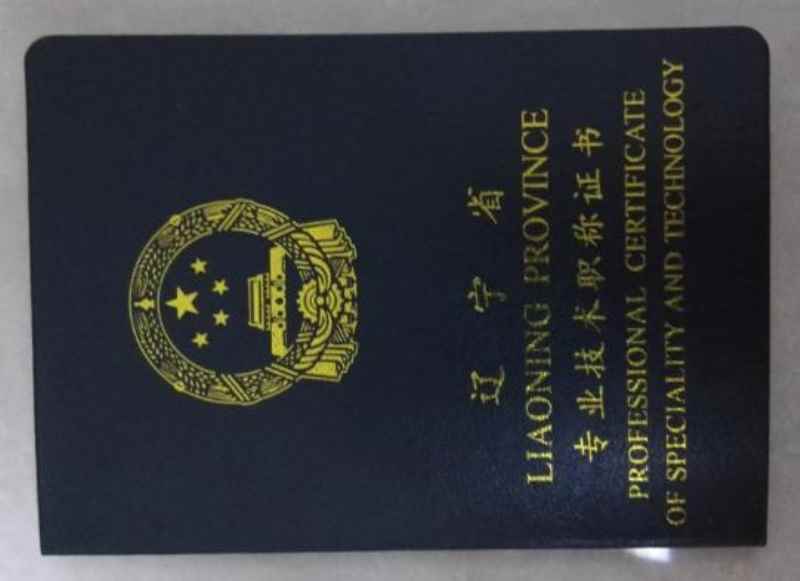 辽宁省
LIAONING PROVINCE
专业技术职称证书
PROFESSIONAL CERTIFICATE
OF SPECIALITY AND TECHNOLOGY